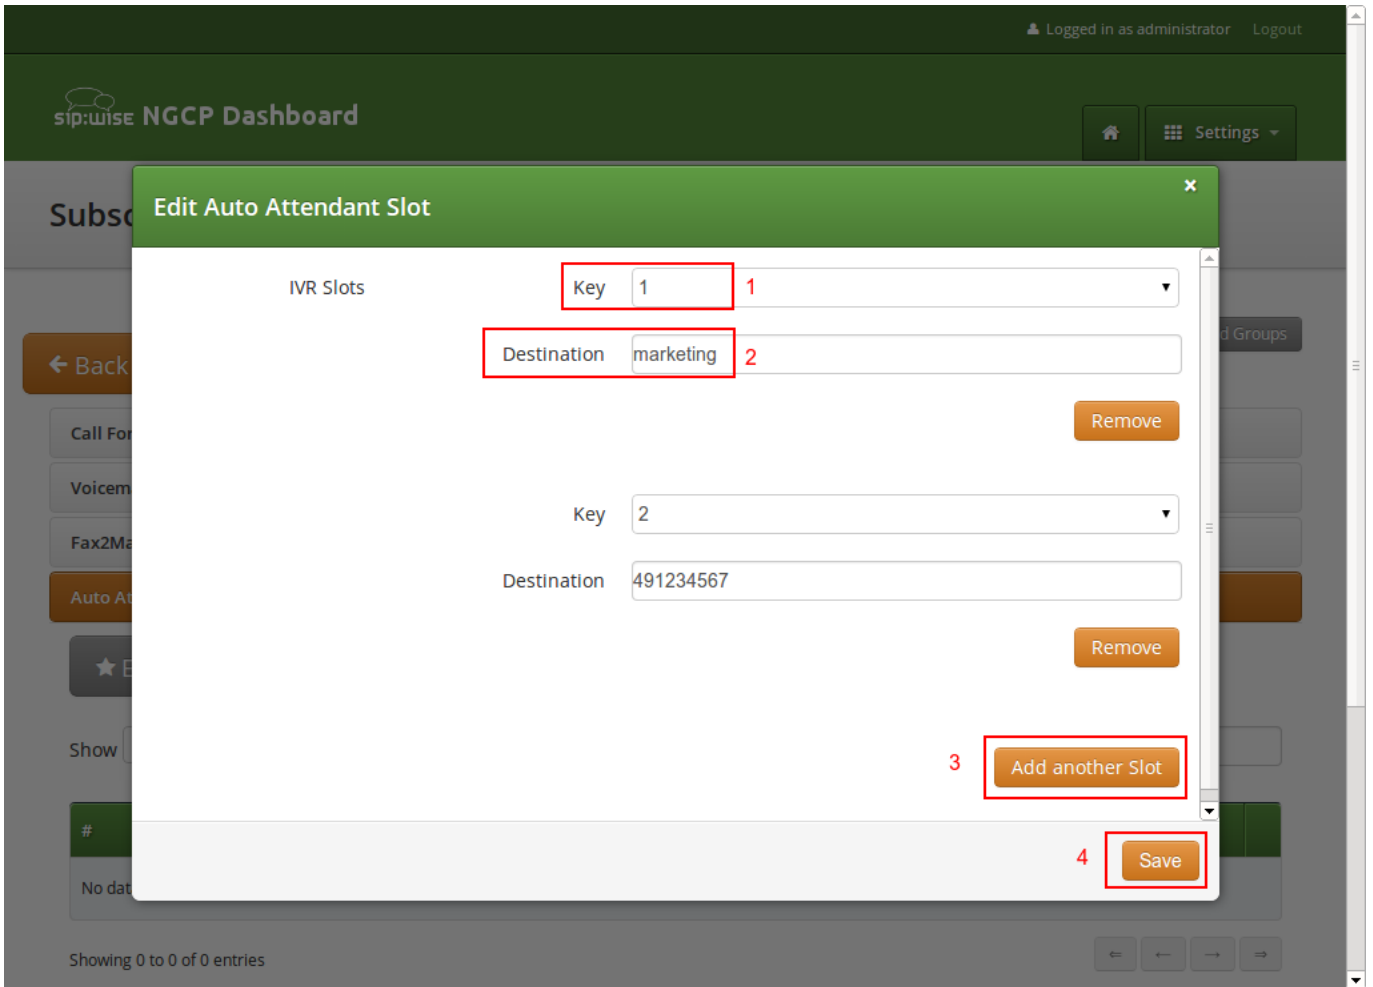 Logged in as administrator Logout
sip:wise NGCP Dashboard
Settings
Subsc
Edit Auto Attendant Slot ×
IVR Slots Key 1 1
d Groups
Destination marketing 2
Back
Remove
Call For
Voicema
Key 2
Fax2Ma
Destination 491234567
Auto At
Remove
E
Show
3 Add another Slot
#
4 Save
No dat
Showing 0 to 0 of 0 entries ⇐ ← → ⇒